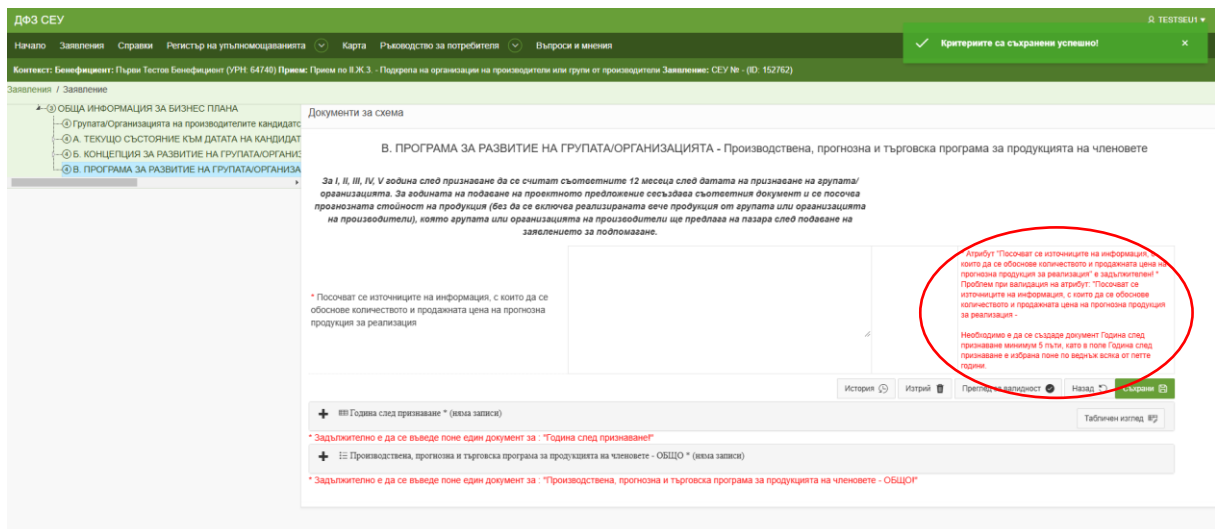 ДФЗ СЕУ
TESTSEU1
Начало Заявления Справки Регистър на упълномощаванията Карта Ръководство за потребителя Въпроси и мнения
Критериите са съхранени успешно! ×
Контекст: Бенефициент: Първи Тестов Бенефициент (УРН: 64740) Прием: Прием по II.Ж.3. - Подкрепа на организации на производители или групи от производители Заявление: СЕУ № - (ID: 152762)
Заявления / Заявление
3 ОБЩА ИНФОРМАЦИЯ ЗА БИЗНЕС ПЛАНА
4 Групата/Организацията на производителите кандидатс
4 А. ТЕКУЩО СЪСТОЯНИЕ КЪМ ДАТАТА НА КАНДИДАТ
4 Б. КОНЦЕПЦИЯ ЗА РАЗВИТИЕ НА ГРУПАТА/ОРГАНИЗ
4 В. ПРОГРАМА ЗА РАЗВИТИЕ НА ГРУПАТА/ОРГАНИЗА
Документи за схема
В. ПРОГРАМА ЗА РАЗВИТИЕ НА ГРУПАТА/ОРГАНИЗАЦИЯТА - Производствена, прогнозна и търговска програма за продукцията на членовете
За I, II, III, IV, V година след признаване да се считат съответните 12 месеца след датата на признаване на групата/
организацията. За годината на подаване на проектното предложение сесъздава съответния документ и се посочва
прогнозната стойност на продукция (без да се включва реализираната вече продукция от групата или организацията
на производители), която групата или организацията на производители ще предлага на пазара след подаване на
заявлението за подпомагане.
* Посочват се източниците на информация, с които да се
обоснове количеството и продажната цена на прогнозна
продукция за реализация
* Атрибут "Посочват се източниците на информация, с
които да се обоснове количеството и продажната цена на
прогнозна продукция за реализация" е задължителен! *
Проблем при валидация на атрибут: "Посочват се
източниците на информация, с които да се обоснове
количеството и продажната цена на прогнозна продукция
за реализация -
Необходимо е да се създаде документ Година след
признаване минимум 5 пъти, като в поле Година след
признаване е избрана поне по веднъж всяка от петте
години.
История Изтрий Преглед за валидност Назад Съхрани
Година след признаване * (няма записи)
Табличен изглед
* Задължително е да се въведе поне един документ за : "Година след признаване!"
Производствена, прогнозна и търговска програма за продукцията на членовете - ОБЩО * (няма записи)
* Задължително е да се въведе поне един документ за : "Производствена, прогнозна и търговска програма за продукцията на членовете - ОБЩО!"